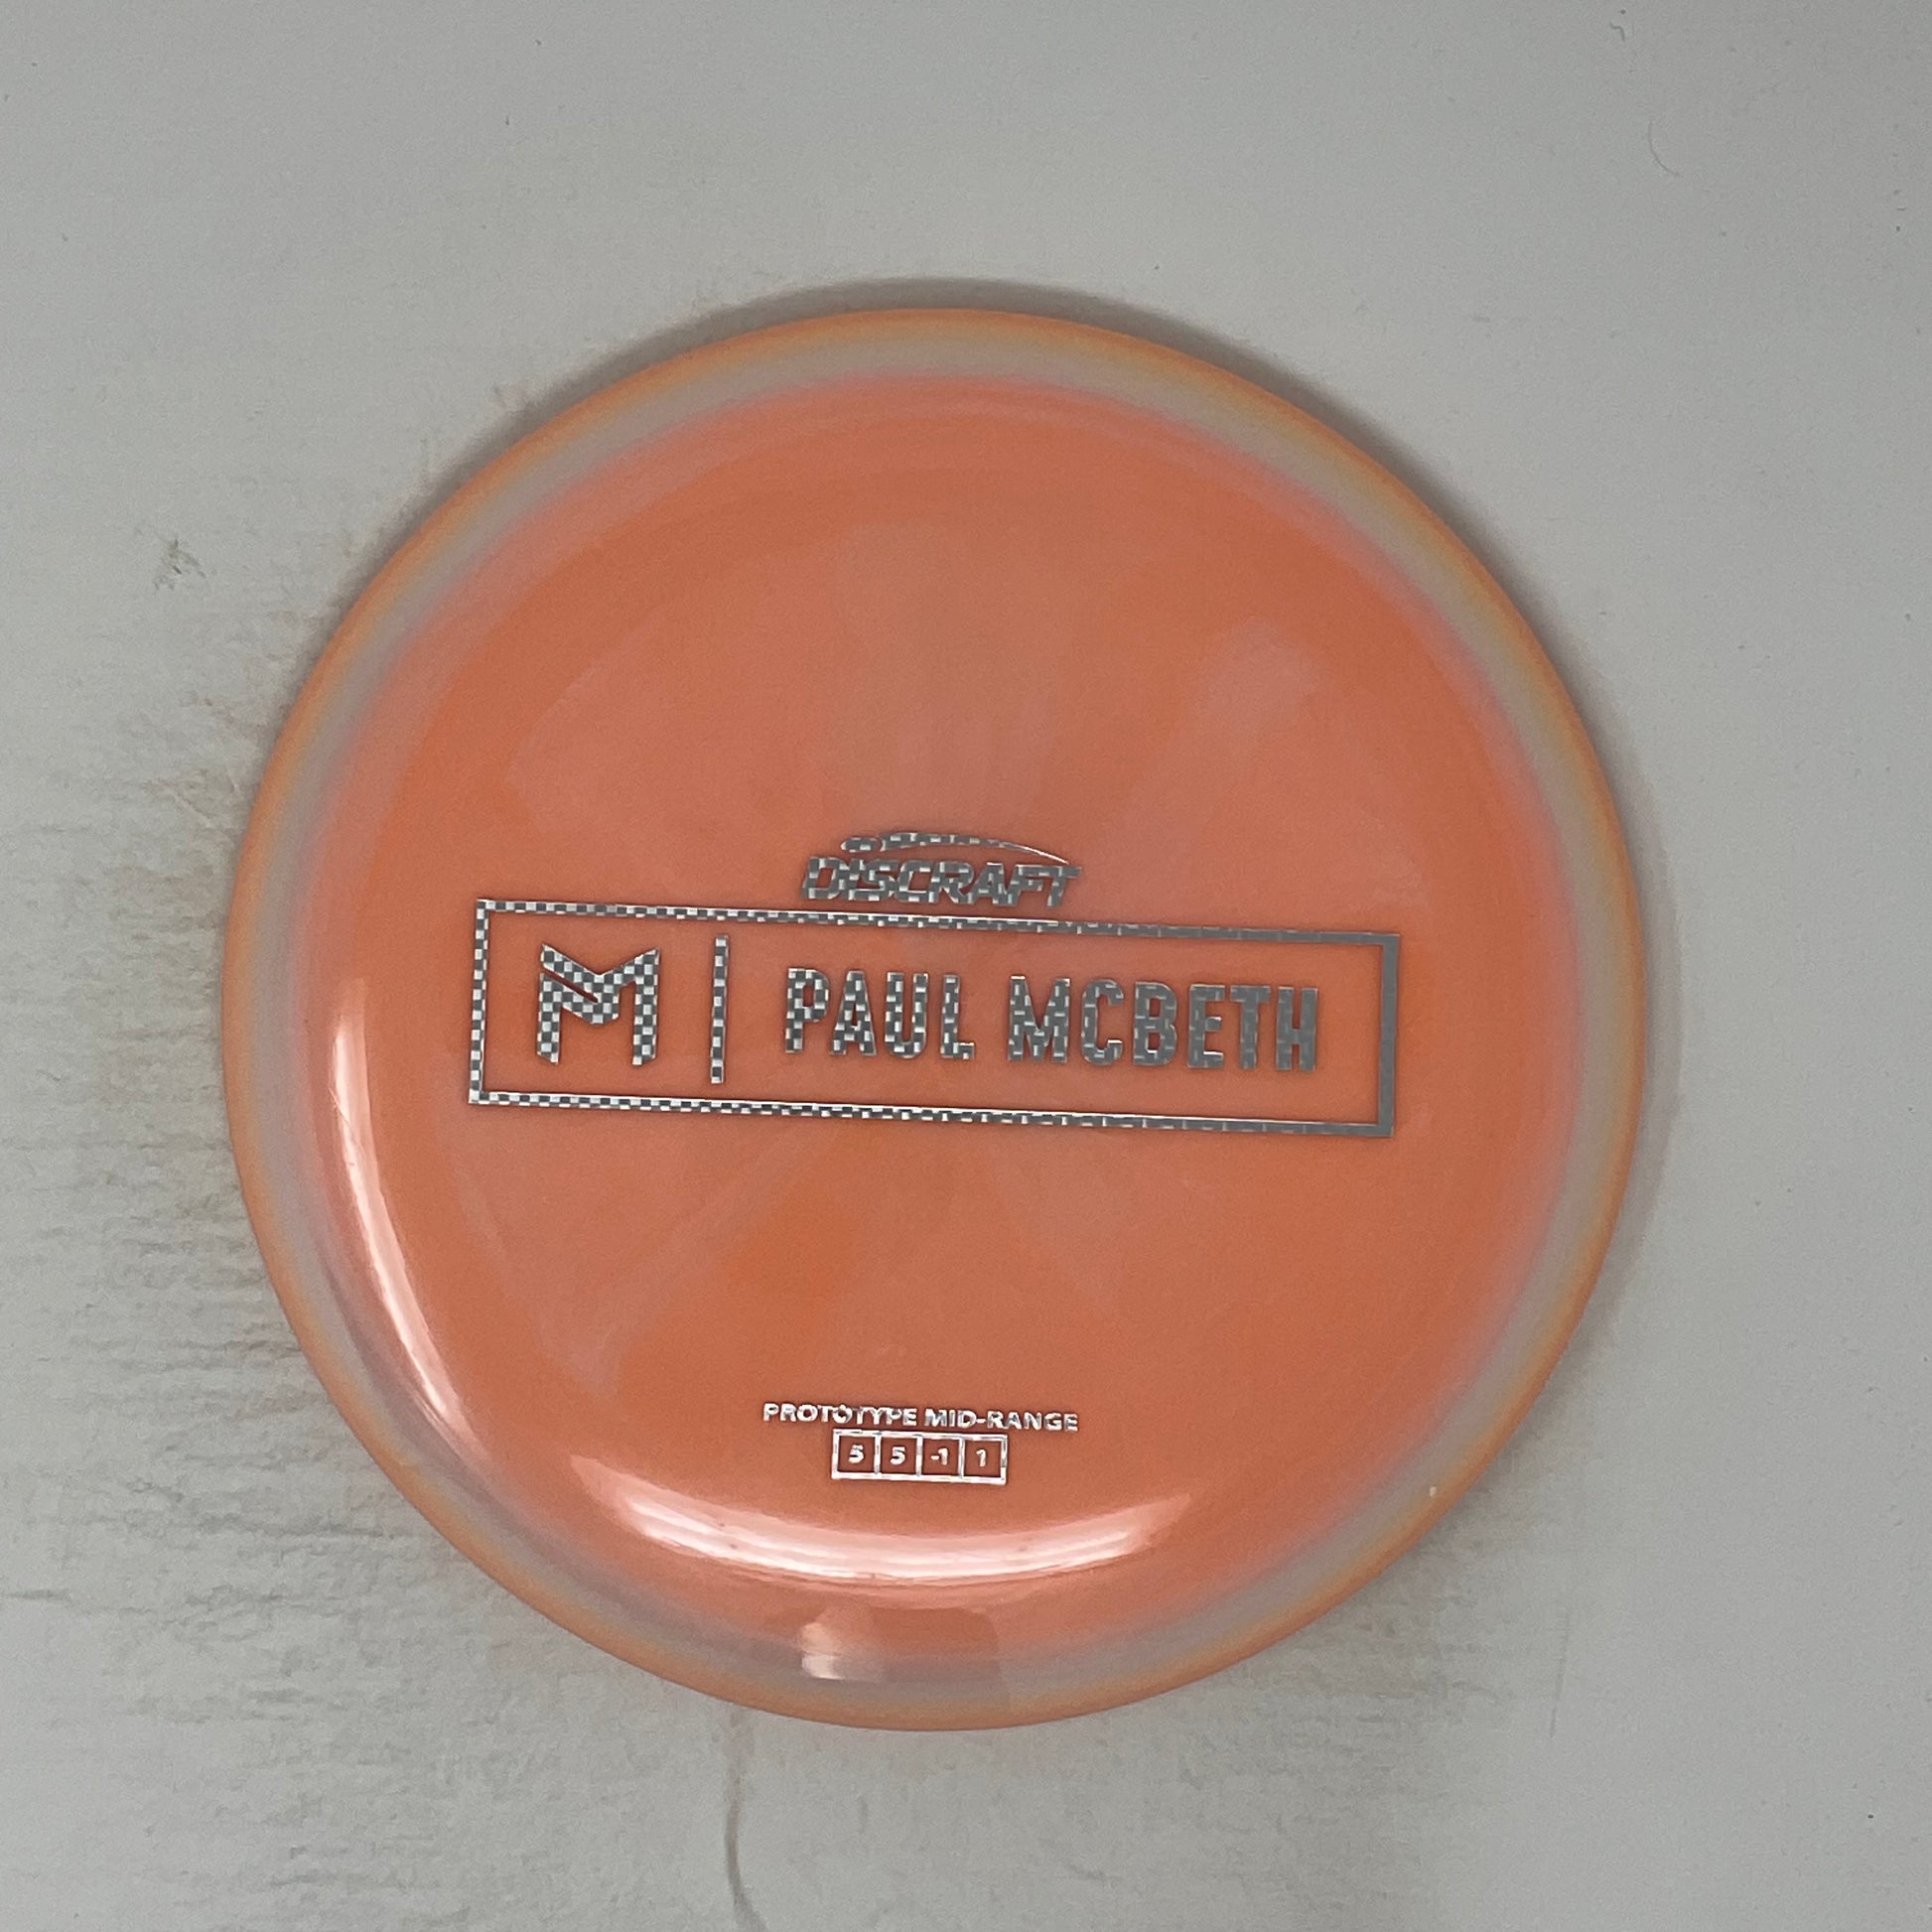 DISCRAFT
M | PAUL MCBETH
PROTOTYPE MID-RANGE
5 5 -1 1